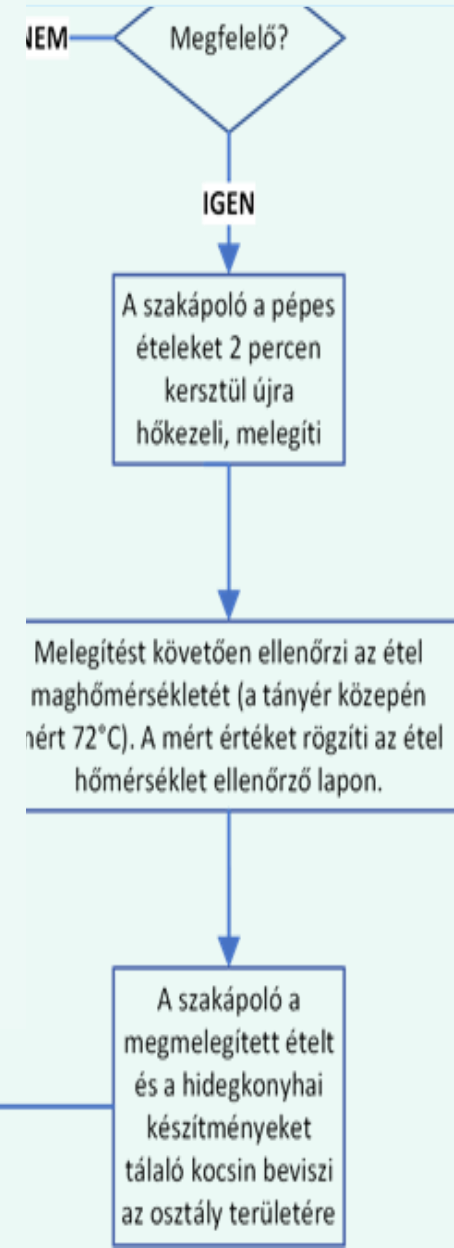 NEM
Megfelelő?
IGEN
A szakápoló a pépes
ételeket 2 percen
kersztül újra
hőkezeli, melegíti
Melegítést követően ellenőrzi az étel
maghőmérsékletét (a tányér közepén
mért 72°C). A mért értéket rögzíti az étel
hőmérséklet ellenőrző lapon.
A szakápoló a
megmelegített ételt
és a hidegkonyhai
készítményeket
tálaló kocsin beviszi
az osztály területére